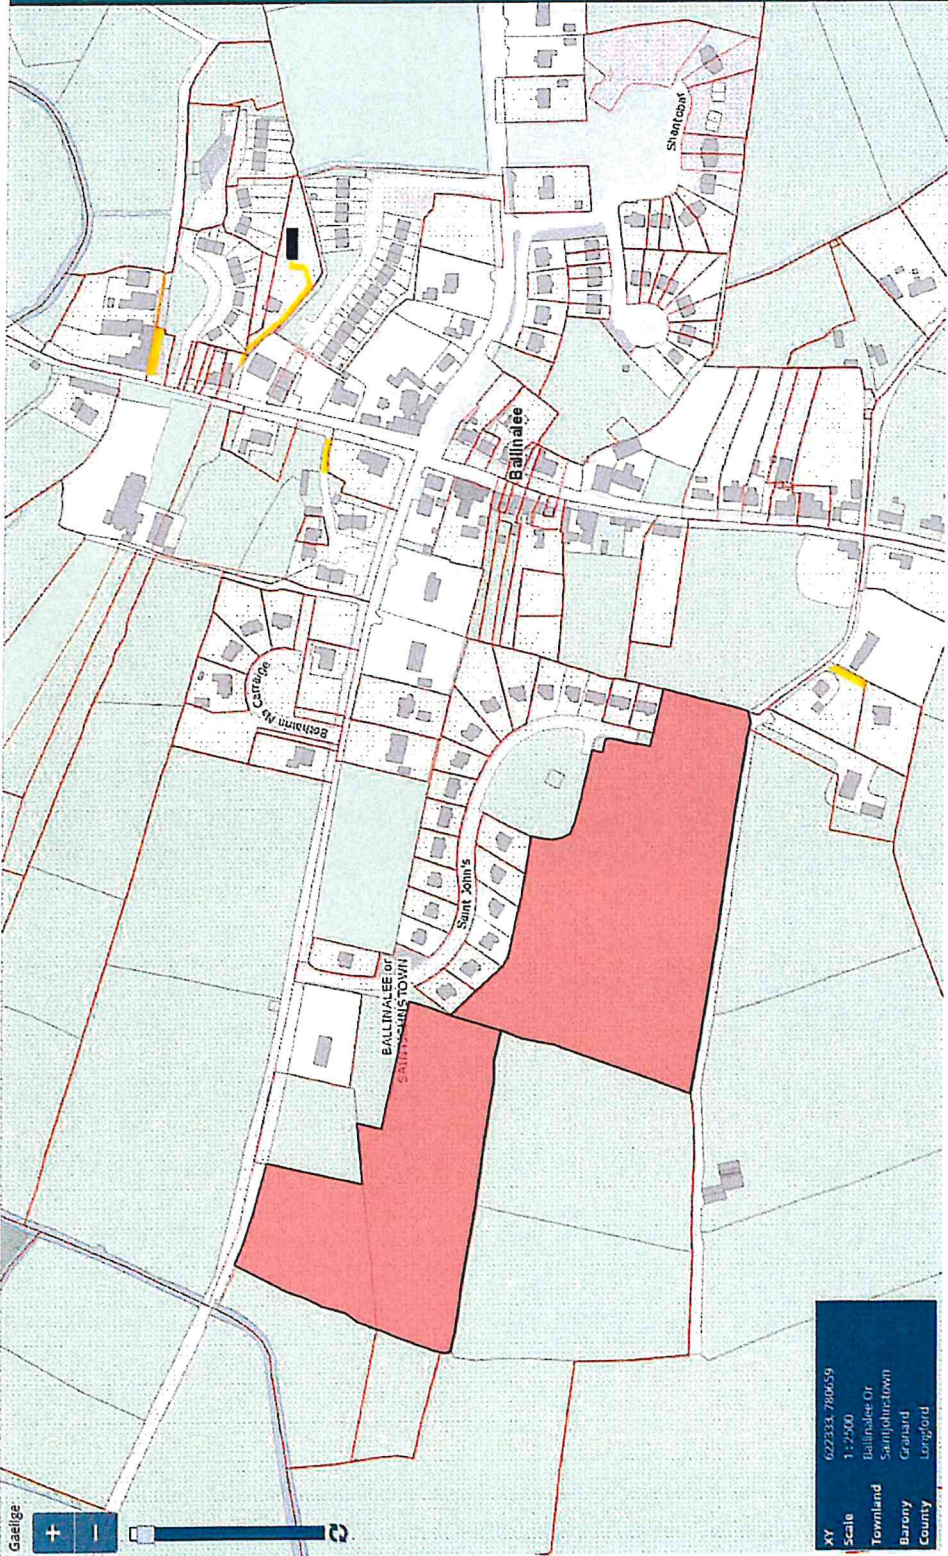 Gaeilge
+
−
Shantobar
Ballinalee
Bothairín Na Carraige
Saint John's
BALLINALEE or
SAINTJOHNSTOWN
XY 622333, 780659
Scale 1 : 2500
Townland Ballinalee Or
Saintjohnstown
Barony Granard
County Longford